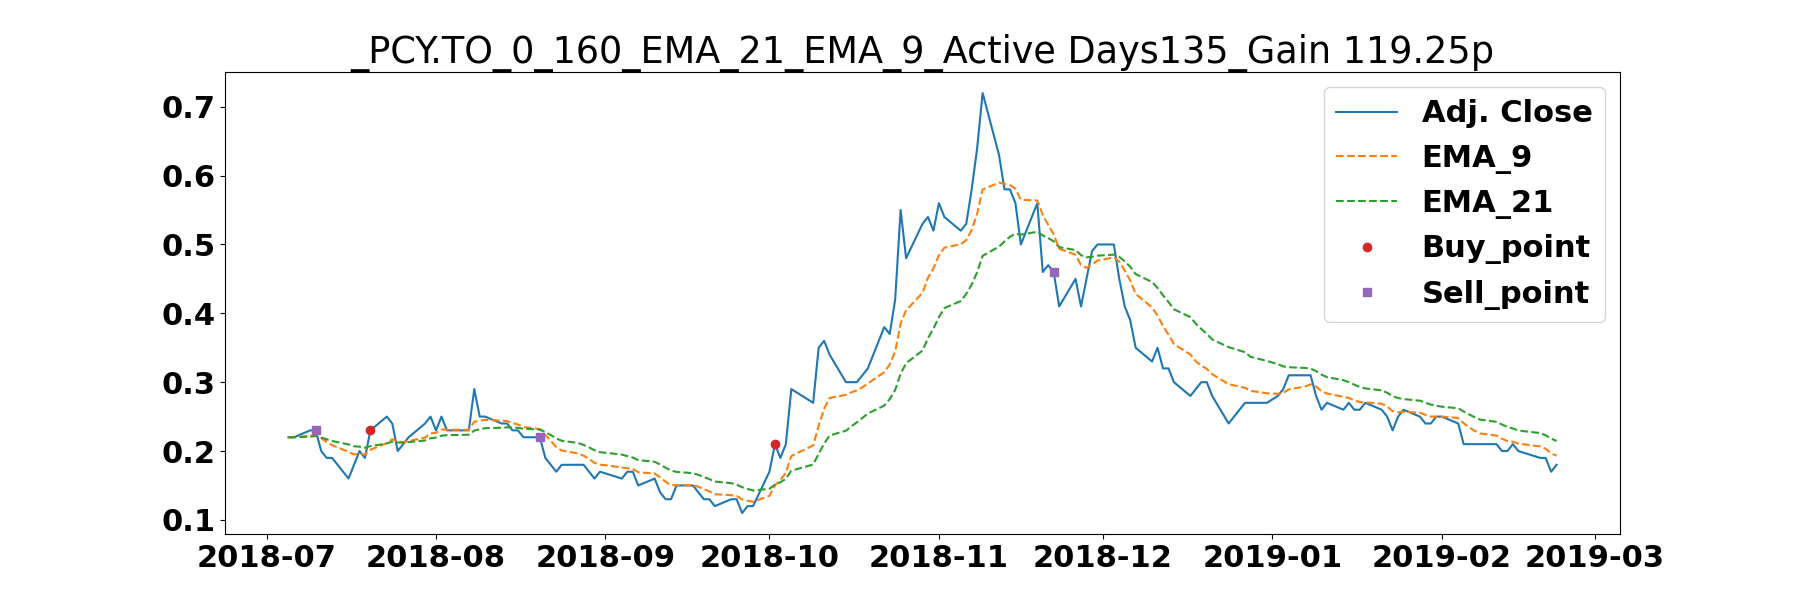 _PCY.TO_0_160_EMA_21_EMA_9_Active Days135_Gain 119.25p
0.7
0.6
0.5
0.4
0.3
0.2
0.1
Adj. Close
EMA_9
EMA_21
Buy_point
Sell_point
2018-07 2018-08 2018-09 2018-10 2018-11 2018-12 2019-01 2019-02 2019-03